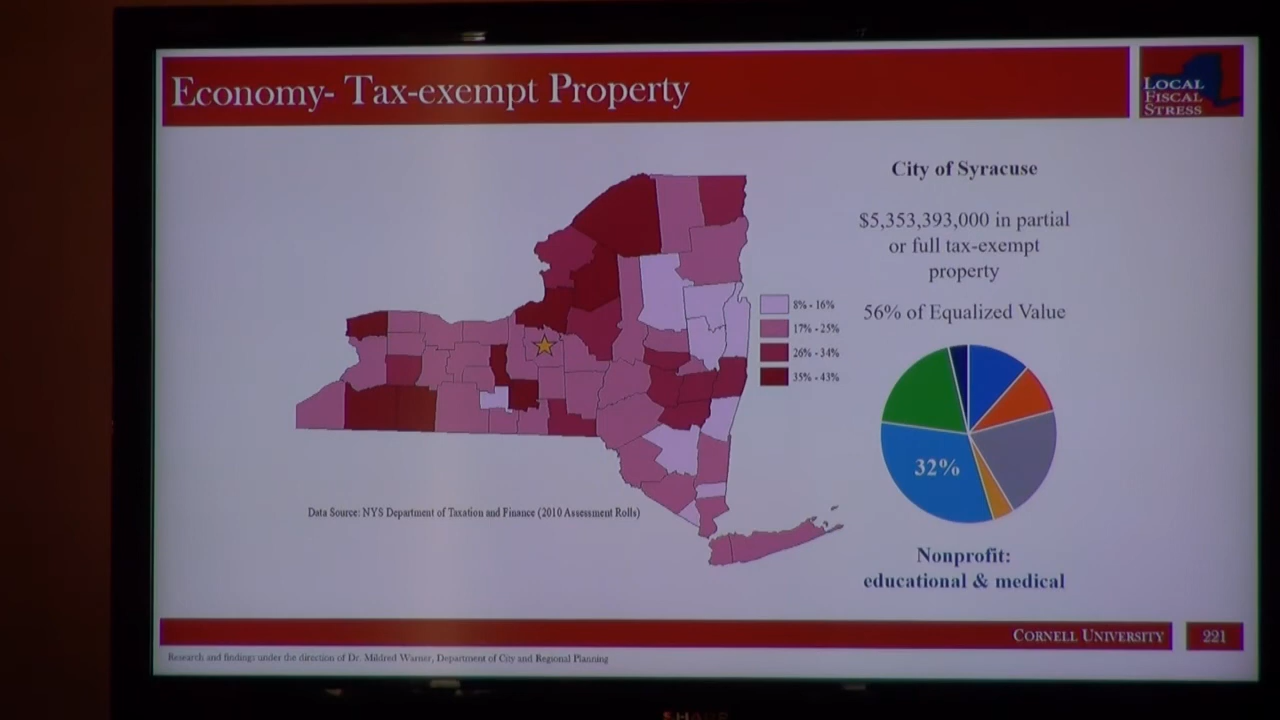 Economy- Tax-exempt Property
LOCAL
FISCAL
STRESS
City of Syracuse
$5,353,393,000 in partial
or full tax-exempt
property
56% of Equalized Value
8% - 16%
17% - 25%
26% - 34%
35% - 43%
32%
Data Source: NYS Department of Taxation and Finance (2010 Assessment Rolls)
Nonprofit:
educational & medical
CORNELL UNIVERSITY
221
Research and findings under the direction of Dr. Mildred Warner, Department of City and Regional Planning
SHARP